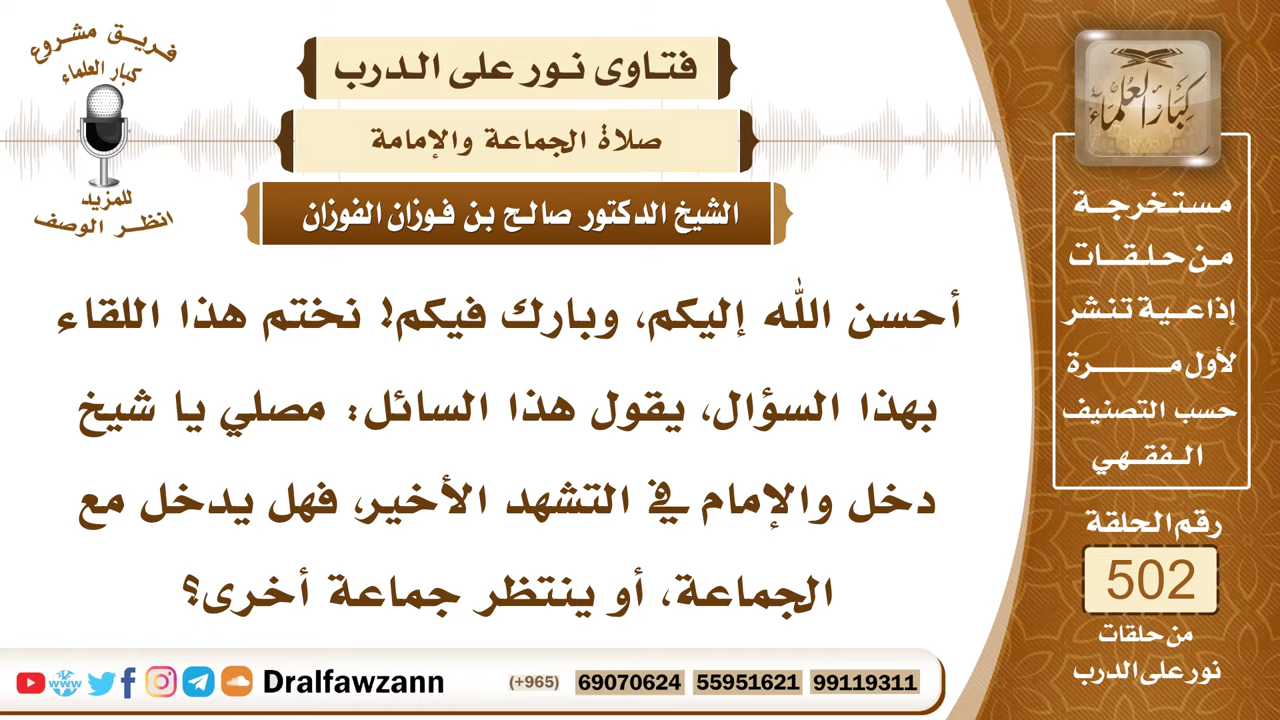 فريق مشروع
كبار العلماء
للمزيد
انظر الوصف
فتاوى نور على الدرب
صلاة الجماعة والإمامة
الشيخ الدكتور صالح بن فوزان الفوزان
أحسن الله إليكم، وبارك فيكم! نختم هذا اللقاء
بهذا السؤال، يقول هذا السائل: مصلي يا شيخ
دخل والإمام في التشهد الأخير، فهل يدخل مع
الجماعة، أو ينتظر جماعة أخرى؟
كبار العلماء
مستخرجة
من حلقات
إذاعية تنشر
لأول مرة
حسب التصنيف
الفقهي
رقم الحلقة
502
من حلقات
نور على الدرب
www Dralfawzann (+965) 69070624 55951621 99119311